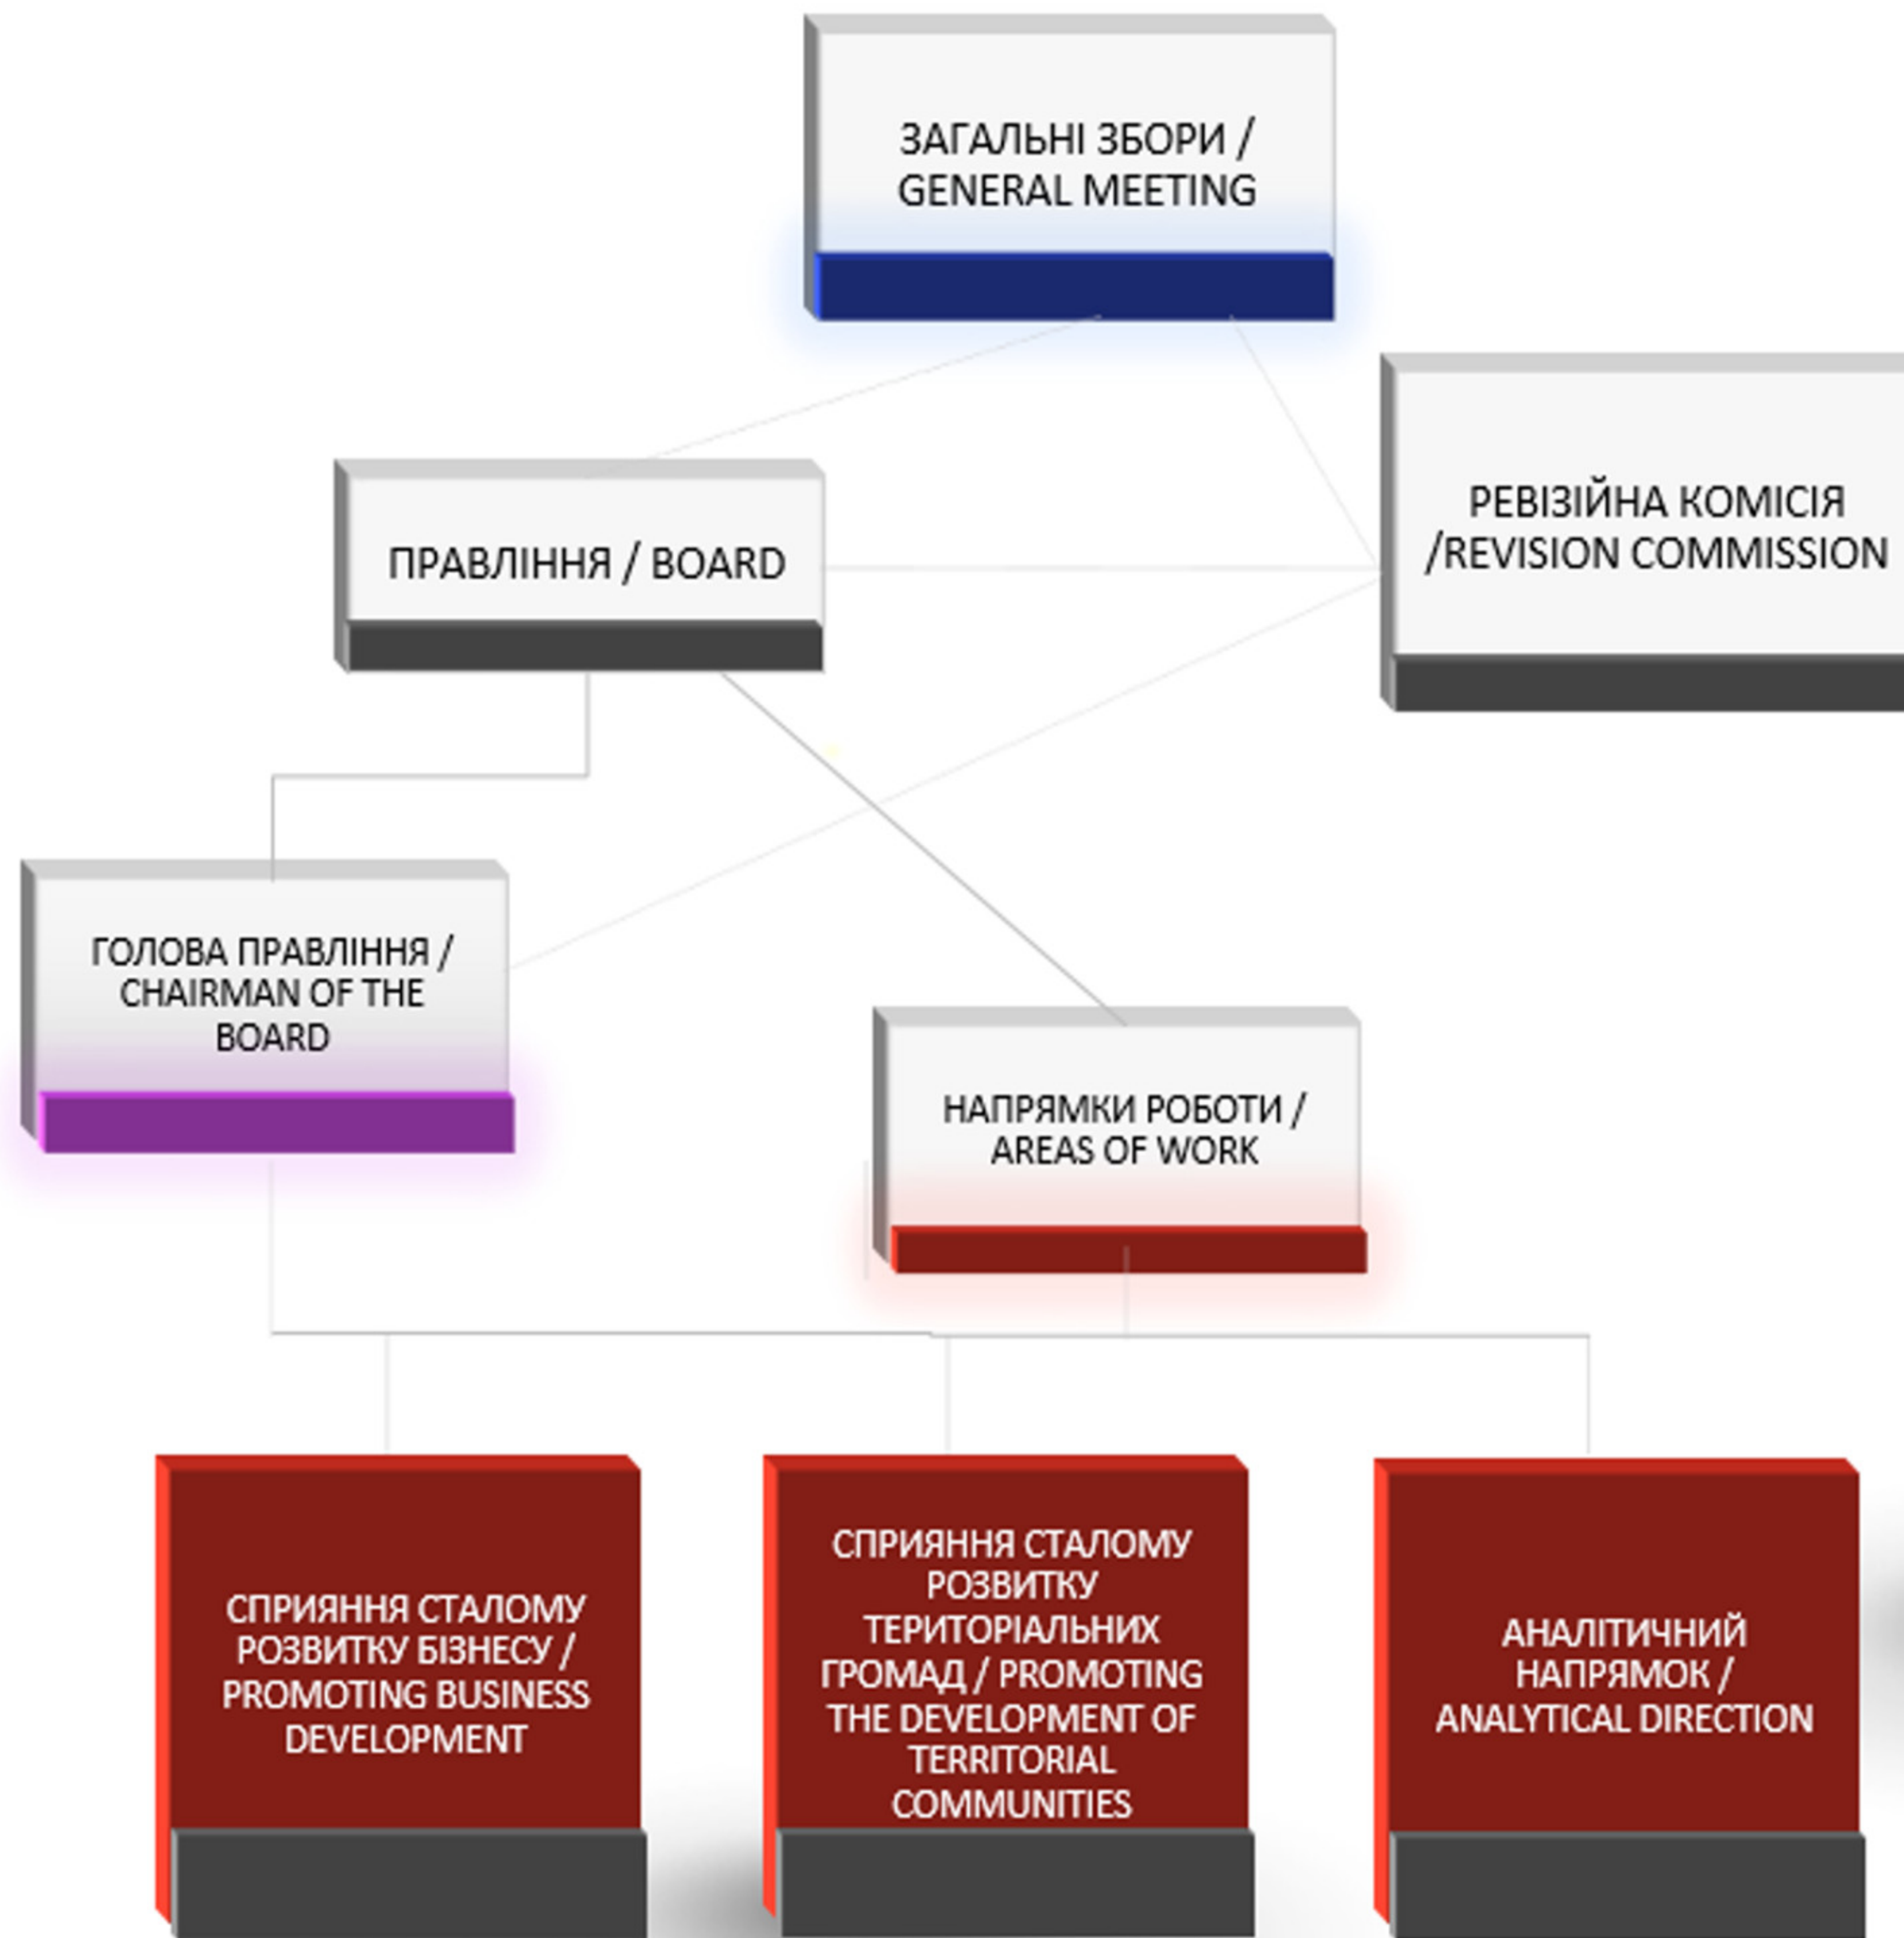 ЗАГАЛЬНІ ЗБОРИ /
GENERAL MEETING
РЕВІЗІЙНА КОМІСІЯ
/REVISION COMMISSION
ПРАВЛІННЯ / BOARD
ГОЛОВА ПРАВЛІННЯ /
CHAIRMAN OF THE
BOARD
НАПРЯМКИ РОБОТИ /
AREAS OF WORK
СПРИЯННЯ СТАЛОМУ
РОЗВИТКУ БІЗНЕСУ /
PROMOTING BUSINESS
DEVELOPMENT
СПРИЯННЯ СТАЛОМУ
РОЗВИТКУ
ТЕРИТОРІАЛЬНИХ
ГРОМАД / PROMOTING
THE DEVELOPMENT OF
TERRITORIAL
COMMUNITIES
АНАЛІТИЧНИЙ
НАПРЯМОК /
ANALYTICAL DIRECTION